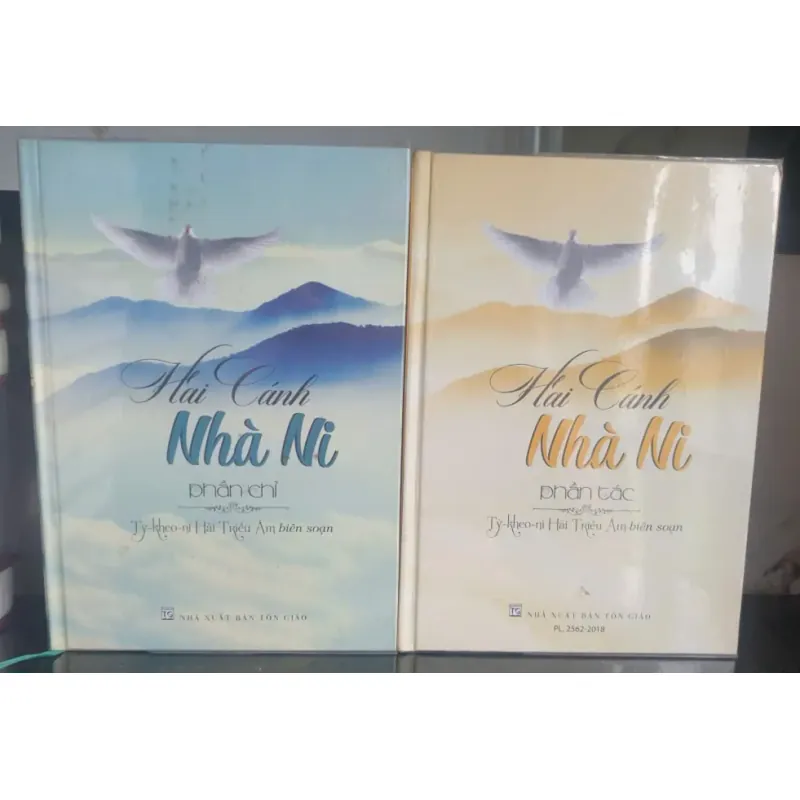 Hai Cánh
Nhà Ni
phần chỉ
Tỳ-kheo-ni Hải Triều Âm biên soạn
TG NHÀ XUẤT BẢN TÔN GIÁO
Hai Cánh
Nhà Ni
phần tác
Tỳ-kheo-ni Hải Triều Âm biên soạn
TG NHÀ XUẤT BẢN TÔN GIÁO
PL. 2562-2018